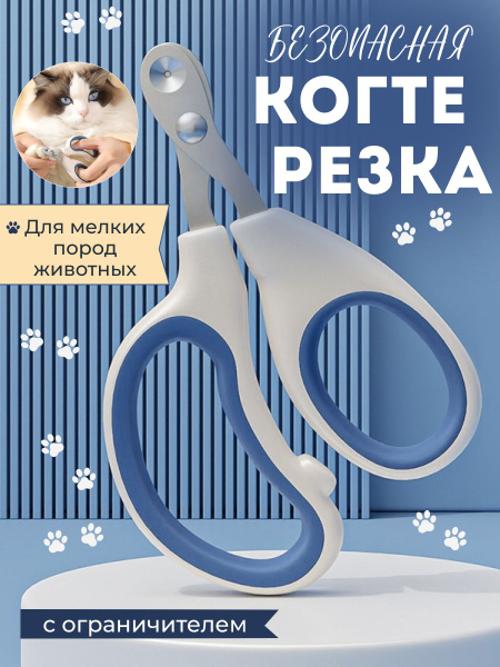 БЕЗОПАСНАЯ
КОГТЕ
РЕЗКА
Для мелких
пород
животных
с ограничителем